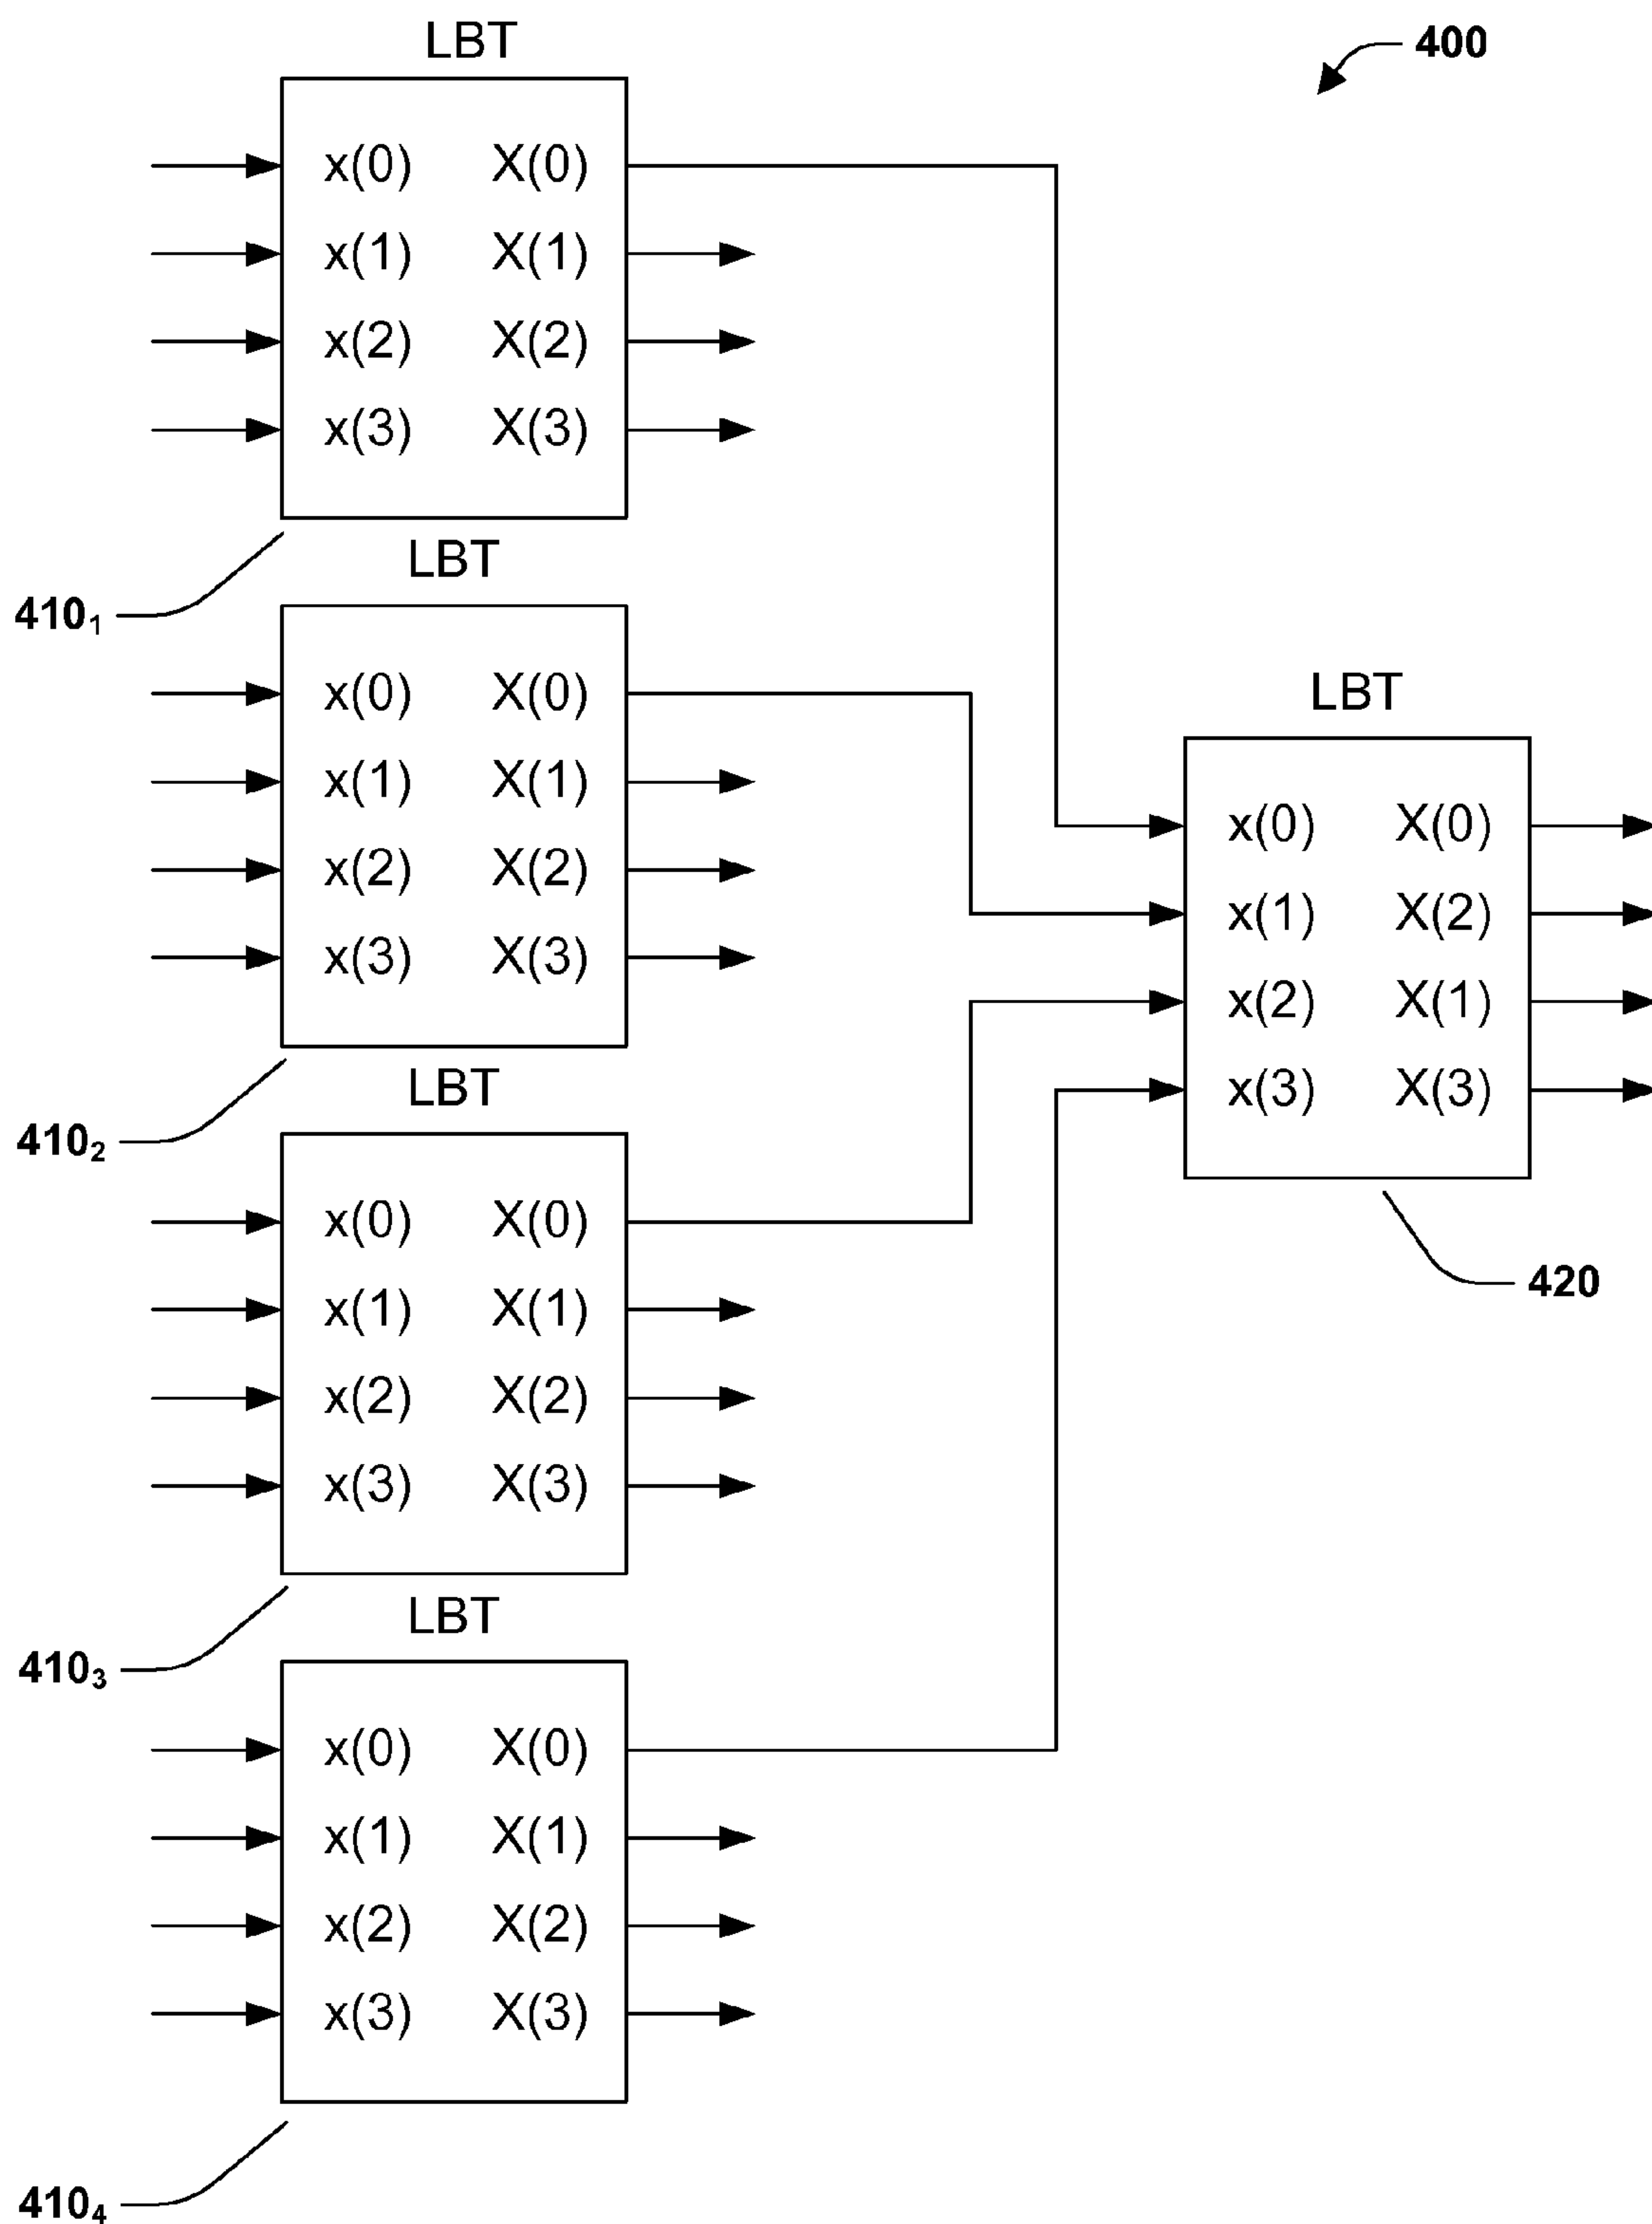 LBT
400
x(0) X(0)
x(1) X(1)
x(2) X(2)
x(3) X(3)
410₁
LBT
x(0) X(0)
x(1) X(1)
x(2) X(2)
x(3) X(3)
410₂
LBT
x(0) X(0)
x(1) X(1)
x(2) X(2)
x(3) X(3)
410₃
LBT
x(0) X(0)
x(1) X(1)
x(2) X(2)
x(3) X(3)
410₄
LBT
x(0) X(0)
x(1) X(2)
x(2) X(1)
x(3) X(3)
420